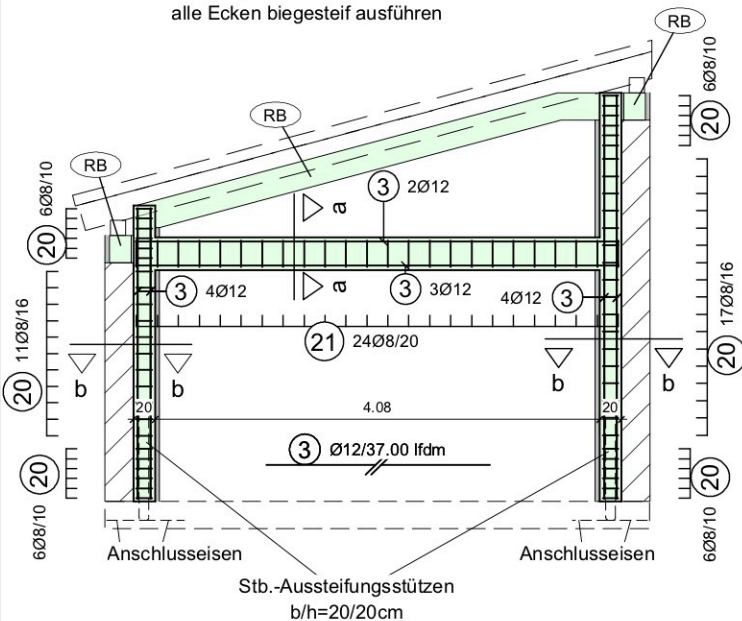 alle Ecken biegesteif ausführen
RB
6Ø8/10
20
RB
RB
6Ø8/10
20
3 2Ø12
a
3 4Ø12
a
3 3Ø12
4Ø12 3
11Ø8/16
20
17Ø8/16
20
21 24Ø8/20
b
b
b
b
20
4.08
20
3 Ø12/37.00 lfdm
20
6Ø8/10
20
6Ø8/10
Anschlusseisen
Anschlusseisen
Stb.-Aussteifungsstützen
b/h=20/20cm